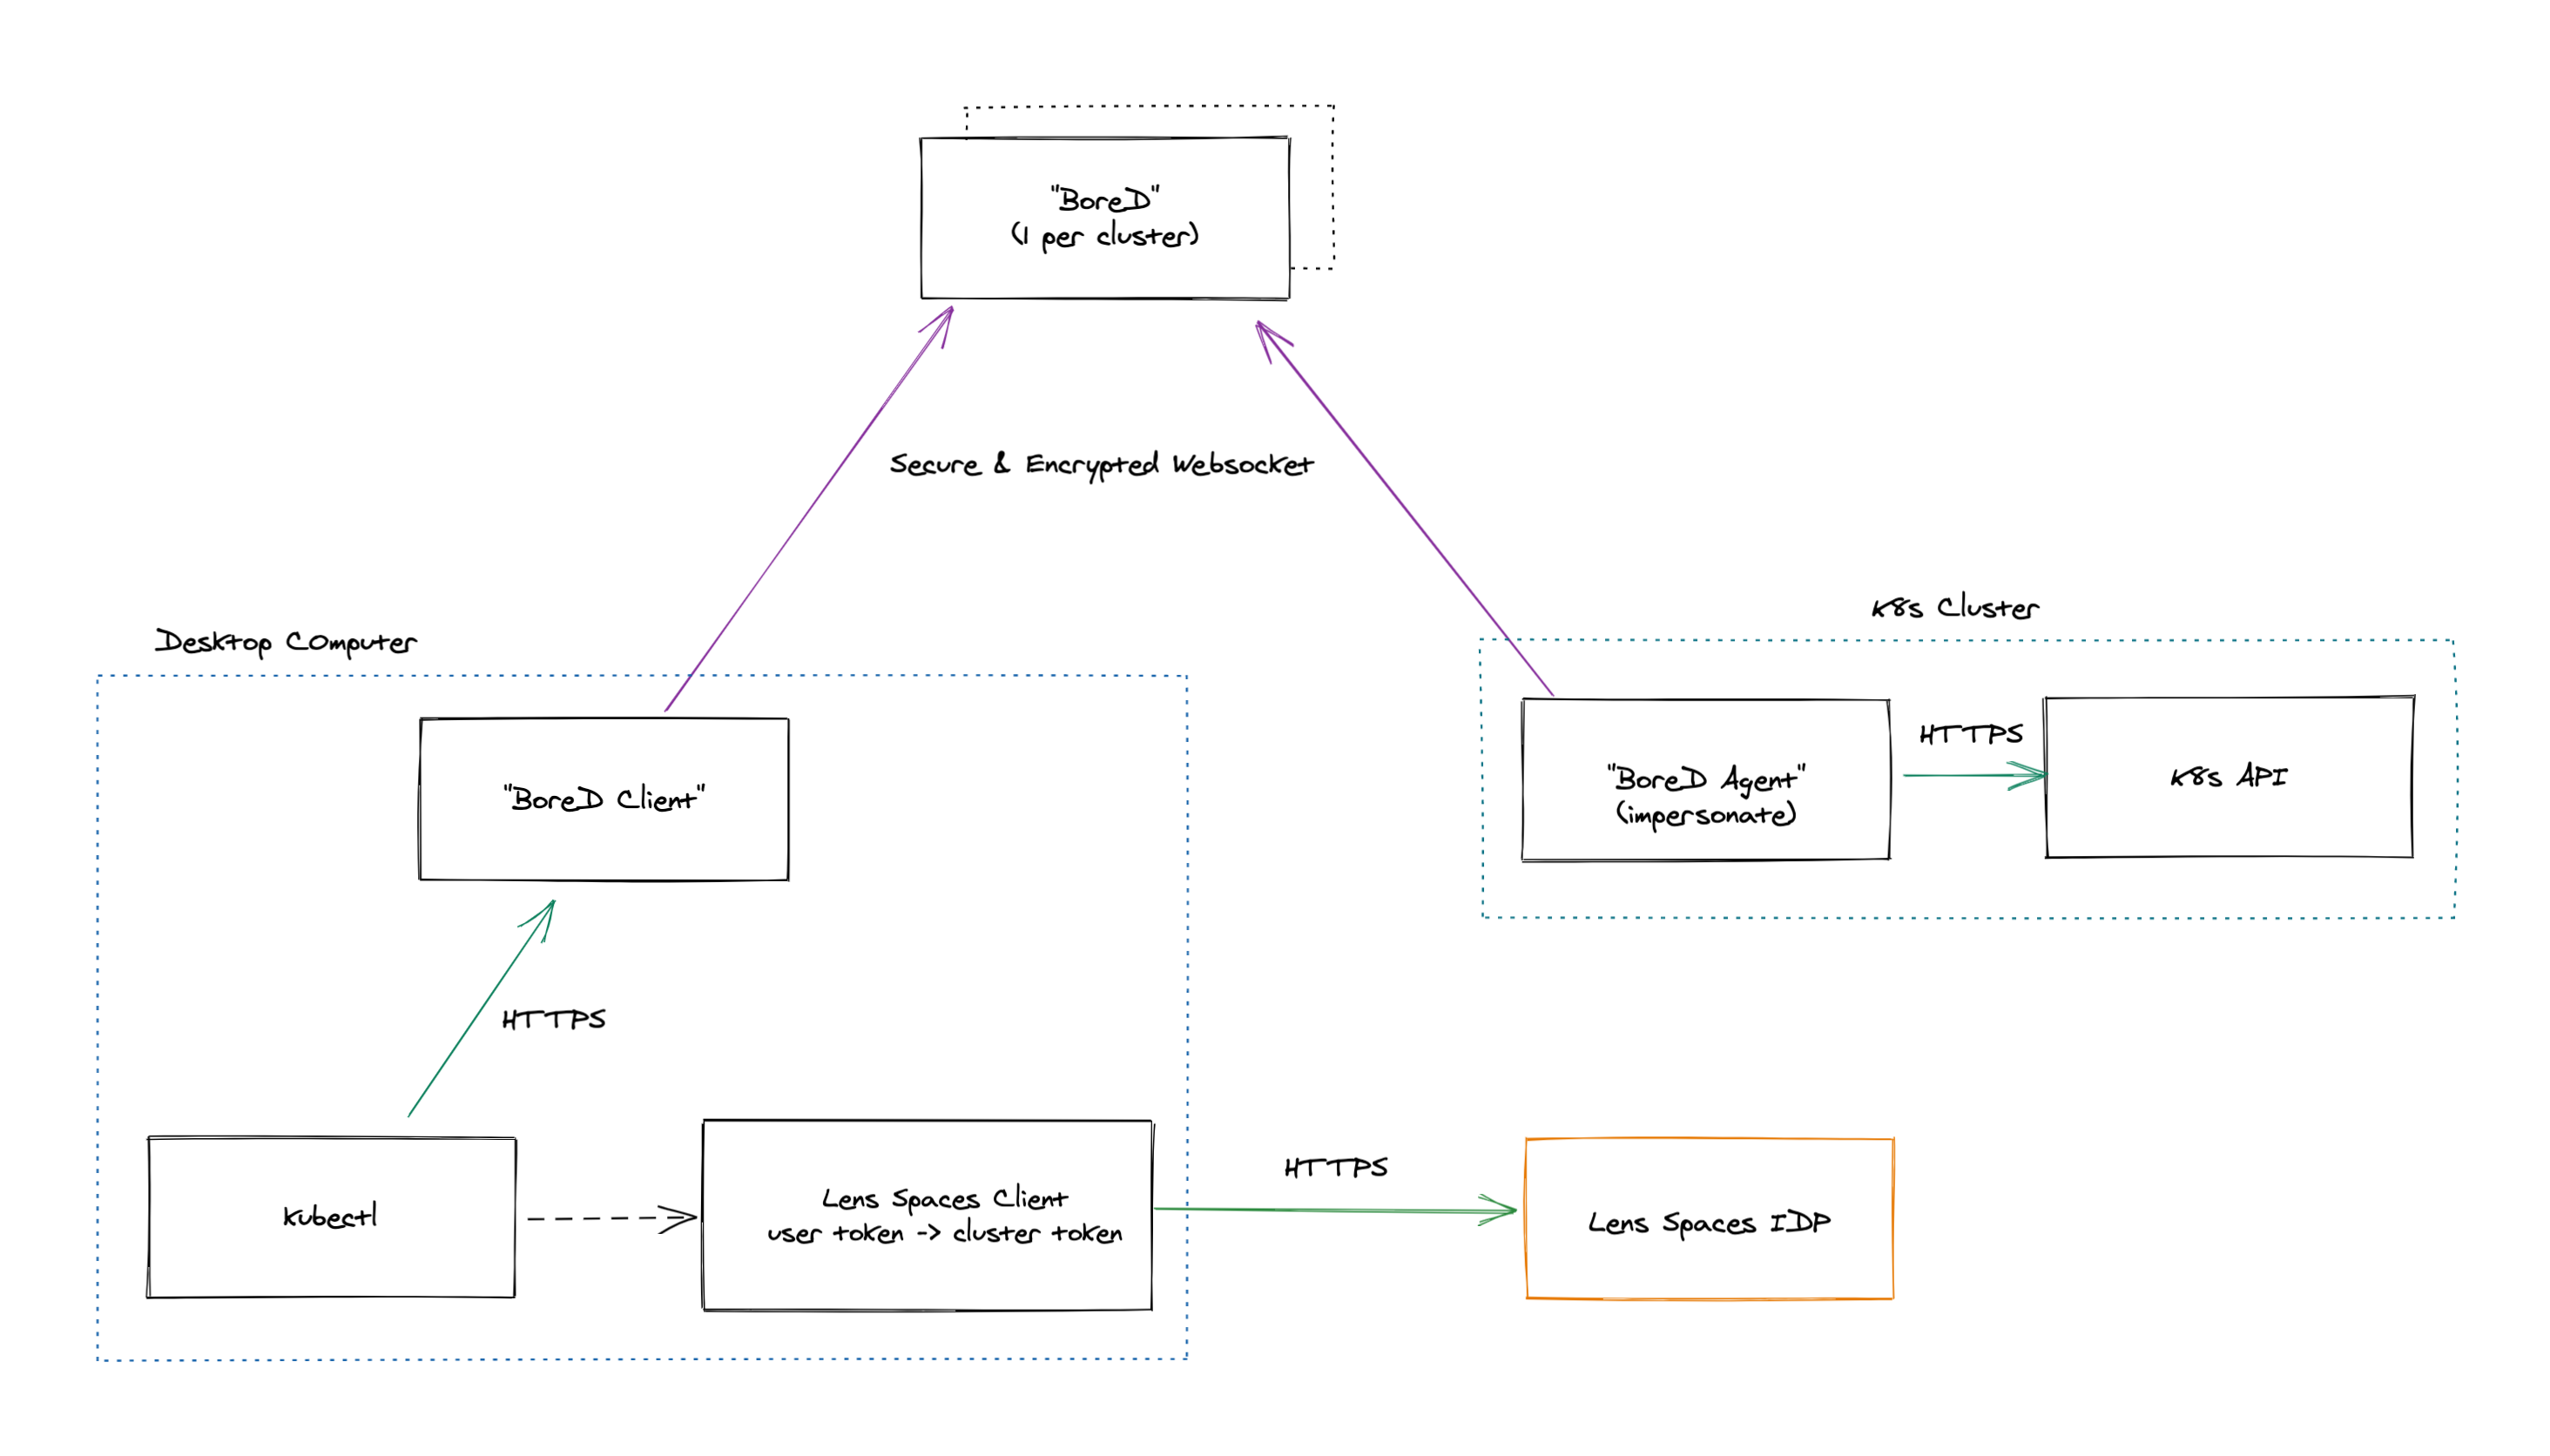 "BoreD"
(1 per cluster)
Secure & Encrypted Websocket
K8s Cluster
Desktop COmputer
HTTPS
"BoreD Agent"
(impersonate)
K8s API
"BoreD Client"
HTTPS
HTTPS
Lens Spaces Client
user token -> cluster token
Kubectl
Lens Spaces IDP